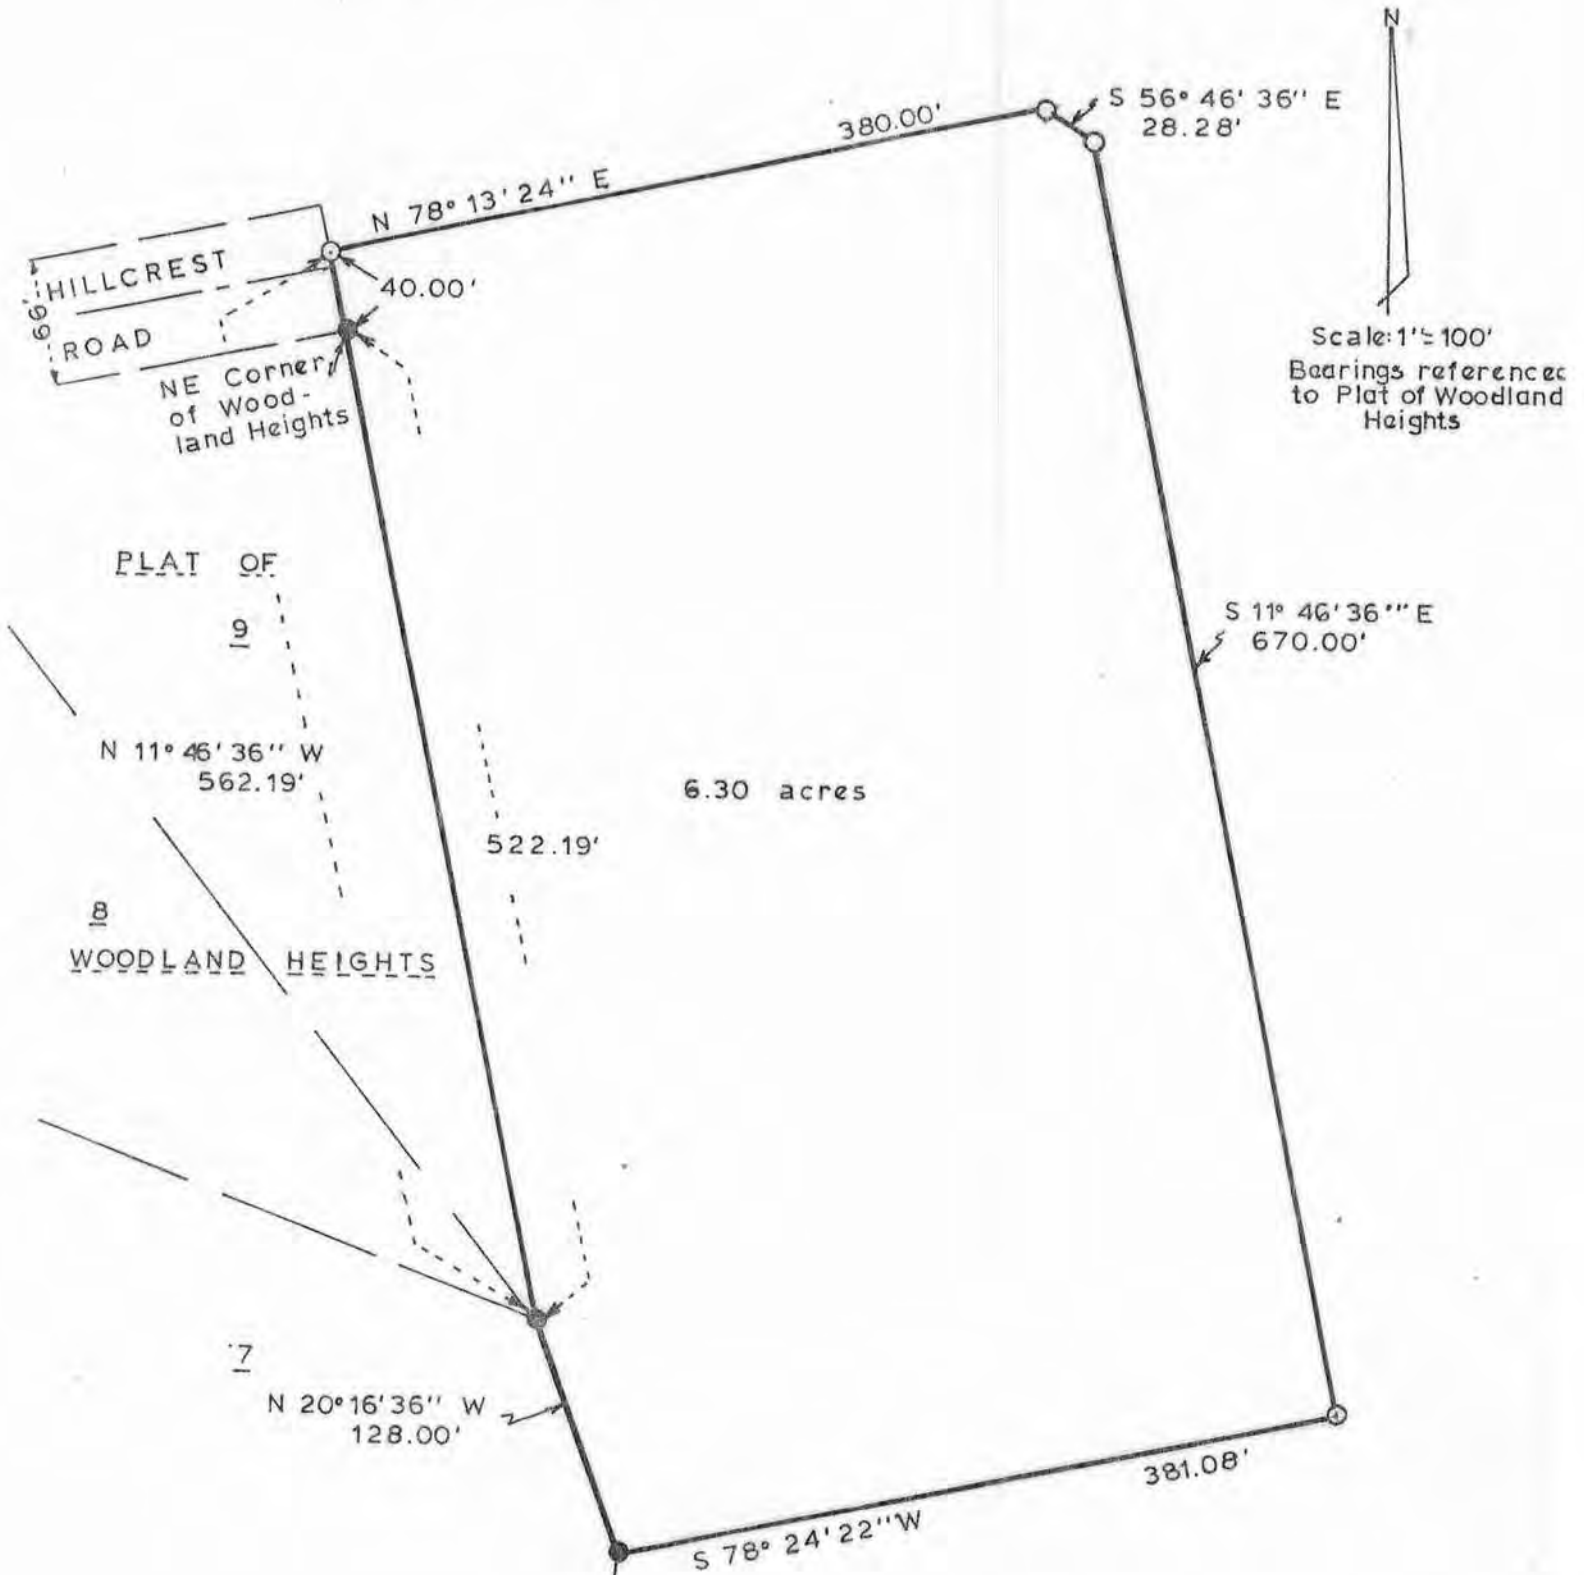 N
S 56° 46' 36" E
28.28'
380.00'
N 78° 13' 24" E
HILLCREST
66'
ROAD
40.00'
NE Corner
of Wood-
land Heights
Scale: 1"= 100'
Bearings referenced
to Plat of Woodland
Heights
PLAT OF
9
S 11° 46' 36"' E
670.00'
N 11° 46' 36" W
562.19'
6.30 acres
522.19'
8
WOODLAND HEIGHTS
7
N 20° 16' 36" W
128.00'
381.08'
S 78° 24' 22" W